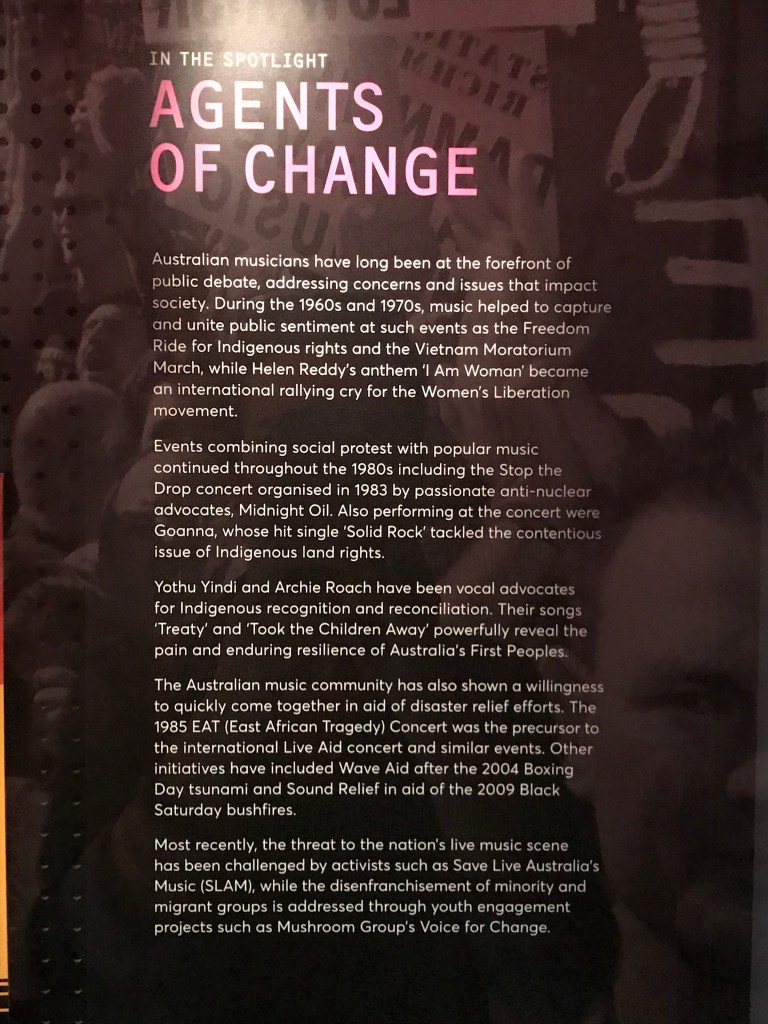 IN THE SPOTLIGHT
AGENTS
OF CHANGE
Australian musicians have long been at the forefront of
public debate, addressing concerns and issues that impact
society. During the 1960s and 1970s, music helped to capture
and unite public sentiment at such events as the Freedom
Ride for Indigenous rights and the Vietnam Moratorium
March, while Helen Reddy's anthem 'I Am Woman' became
an international rallying cry for the Women's Liberation
movement.
Events combining social protest with popular music
continued throughout the 1980s including the Stop the
Drop concert organised in 1983 by passionate anti-nuclear
advocates, Midnight Oil. Also performing at the concert were
Goanna, whose hit single 'Solid Rock' tackled the contentious
issue of Indigenous land rights.
Yothu Yindi and Archie Roach have been vocal advocates
for Indigenous recognition and reconciliation. Their songs
'Treaty' and 'Took the Children Away' powerfully reveal the
pain and enduring resilience of Australia's First Peoples.
The Australian music community has also shown a willingness
to quickly come together in aid of disaster relief efforts. The
1985 EAT (East African Tragedy) Concert was the precursor to
the international Live Aid concert and similar events. Other
initiatives have included Wave Aid after the 2004 Boxing
Day tsunami and Sound Relief in aid of the 2009 Black
Saturday bushfires.
Most recently, the threat to the nation's live music scene
has been challenged by activists such as Save Live Australia's
Music (SLAM), while the disenfranchisement of minority and
migrant groups is addressed through youth engagement
projects such as Mushroom Group's Voice for Change.